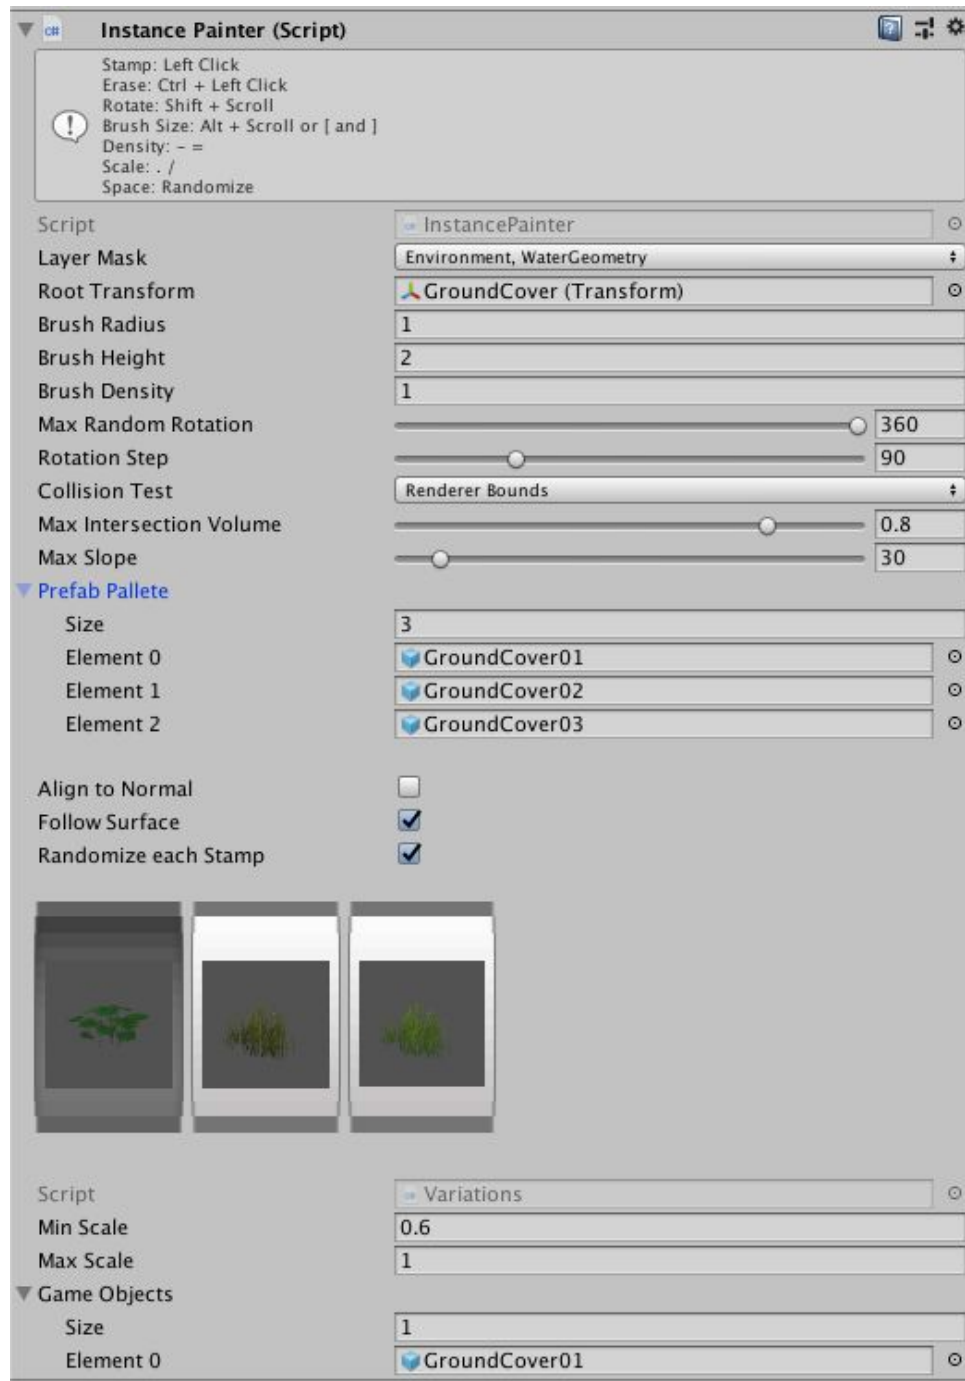 Instance Painter (Script)
Stamp: Left Click
Erase: Ctrl + Left Click
Rotate: Shift + Scroll
Brush Size: Alt + Scroll or [ and ]
Density: - =
Scale: . /
Space: Randomize
Script InstancePainter
Layer Mask Environment, WaterGeometry
Root Transform GroundCover (Transform)
Brush Radius 1
Brush Height 2
Brush Density 1
Max Random Rotation 360
Rotation Step 90
Collision Test Renderer Bounds
Max Intersection Volume 0.8
Max Slope 30
Prefab Pallete
Size 3
Element 0 GroundCover01
Element 1 GroundCover02
Element 2 GroundCover03
Align to Normal
Follow Surface
Randomize each Stamp
Script Variations
Min Scale 0.6
Max Scale 1
Game Objects
Size 1
Element 0 GroundCover01